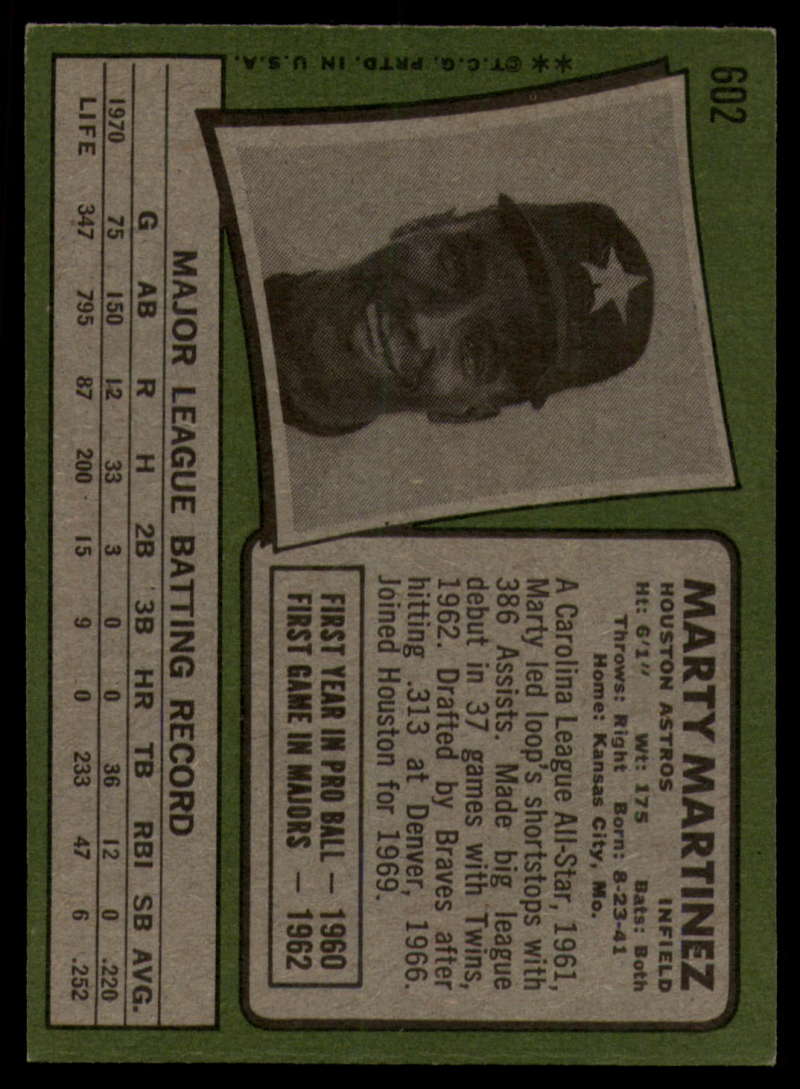 602
**©T.C.G. PRTD. IN U.S.A.
MARTY MARTINEZ
HOUSTON ASTROS INFIELD
Ht: 6'1" Wt: 175 Bats: Both
Throws: Right Born: 8-23-41
Home: Kansas City, Mo.
A Carolina League All-Star, 1961,
Marty led loop's shortstops with
386 Assists. Made big league
debut in 37 games with Twins,
1962. Drafted by Braves after
hitting .313 at Denver, 1966.
Joined Houston for 1969.
FIRST YEAR IN PRO BALL — 1960
FIRST GAME IN MAJORS — 1962
MAJOR LEAGUE BATTING RECORD
G AB R H 2B 3B HR TB RBI SB AVG.
1970 75 150 12 33 3 0 0 36 12 0 .220
LIFE 347 795 87 200 15 9 0 233 47 6 .252